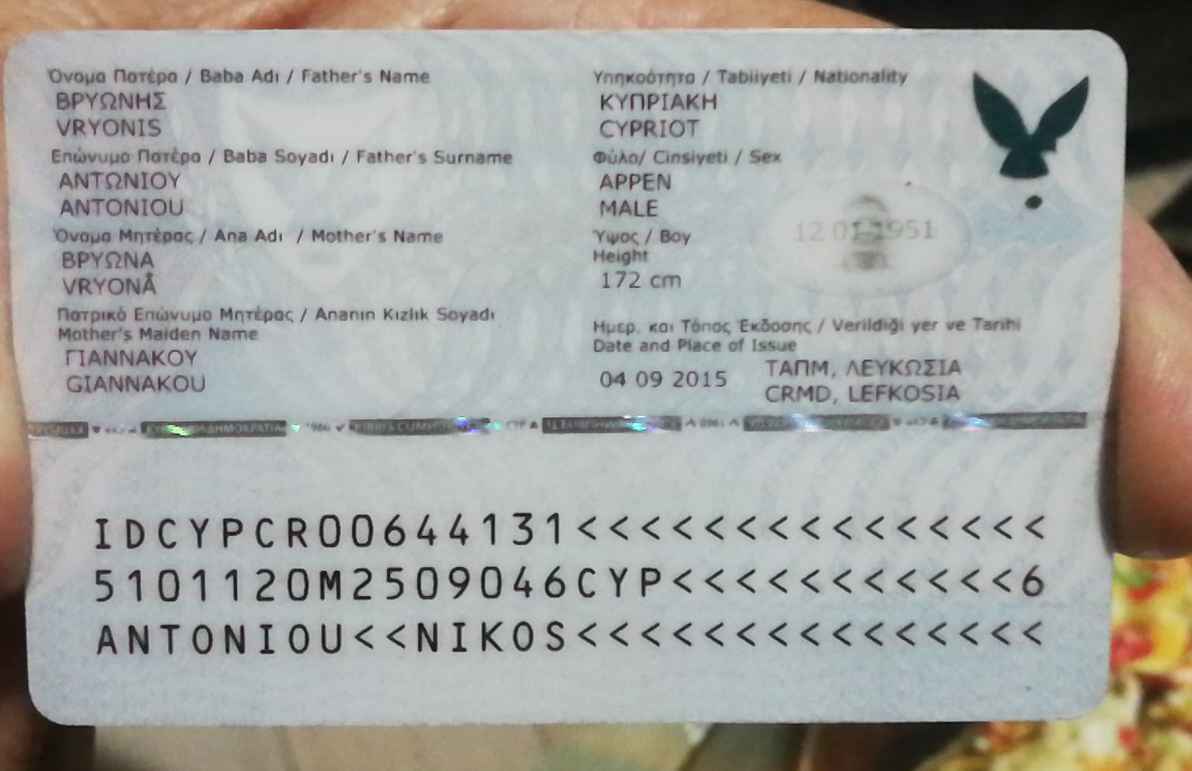 Όνομα Πατέρα / Baba Adı / Father's Name
ΒΡΥΩΝΗΣ
VRYONIS
Επώνυμο Πατέρα / Baba Soyadı / Father's Surname
ΑΝΤΩΝΙΟΥ
ANTONIOU
Όνομα Μητέρας / Ana Adı / Mother's Name
ΒΡΥΩΝΑ
VRYONÂ
Πατρικό Επώνυμο Μητέρας / Ananın Kızlık Soyadı
Mother's Maiden Name
ΓΙΑΝΝΑΚΟΥ
GIANNAKOU
Υπηκοότητα / Tabiiyeti / Nationality
ΚΥΠΡΙΑΚΗ
CYPRIOT
Φύλο/ Cinsiyeti / Sex
ΑΡΡΕΝ
MALE
Ύψος / Boy
Height
172 cm
1951
Ημερ. και Τόπος Έκδοσης / Verildiği yer ve Tarihi
Date and Place of Issue
04 09 2015
ΤΑΠΜ, ΛΕΥΚΩΣΙΑ
CRMD, LEFKOSIA
IDCYPCR00644131<<<<<<<<<<<<<<<
5101120M2509046CYP<<<<<<<<<<<6
ANTONIOU<<NIKOS<<<<<<<<<<<<<<<